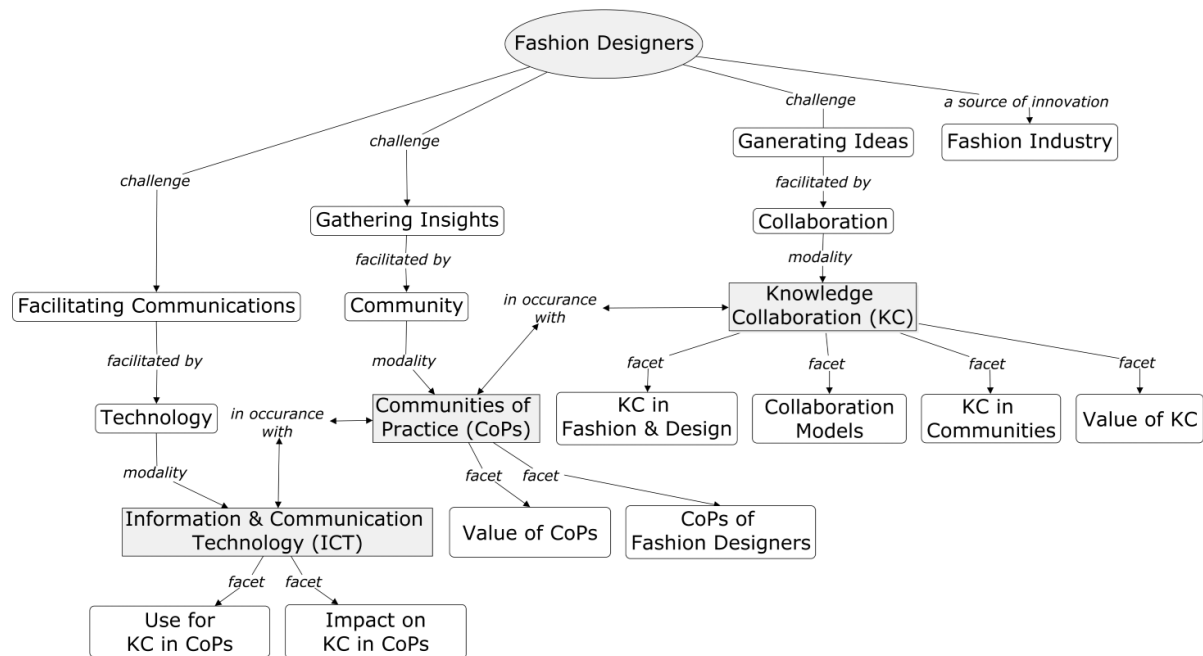 Fashion Designers
challenge
a source of innovation
Ganerating Ideas
Fashion Industry
challenge
facilitated by
challenge
Gathering Insights
Collaboration
facilitated by
modality
Facilitating Communications
Community
in occurance
with
Knowledge
Collaboration (KC)
facilitated by
modality
facet
facet
facet
facet
Technology
in occurance
with
Communities of
Practice (CoPs)
KC in
Fashion & Design
Collaboration
Models
KC in
Communities
Value of KC
modality
facet
facet
Information & Communication
Technology (ICT)
Value of CoPs
CoPs of
Fashion Designers
facet
facet
Use for
KC in CoPs
Impact on
KC in CoPs